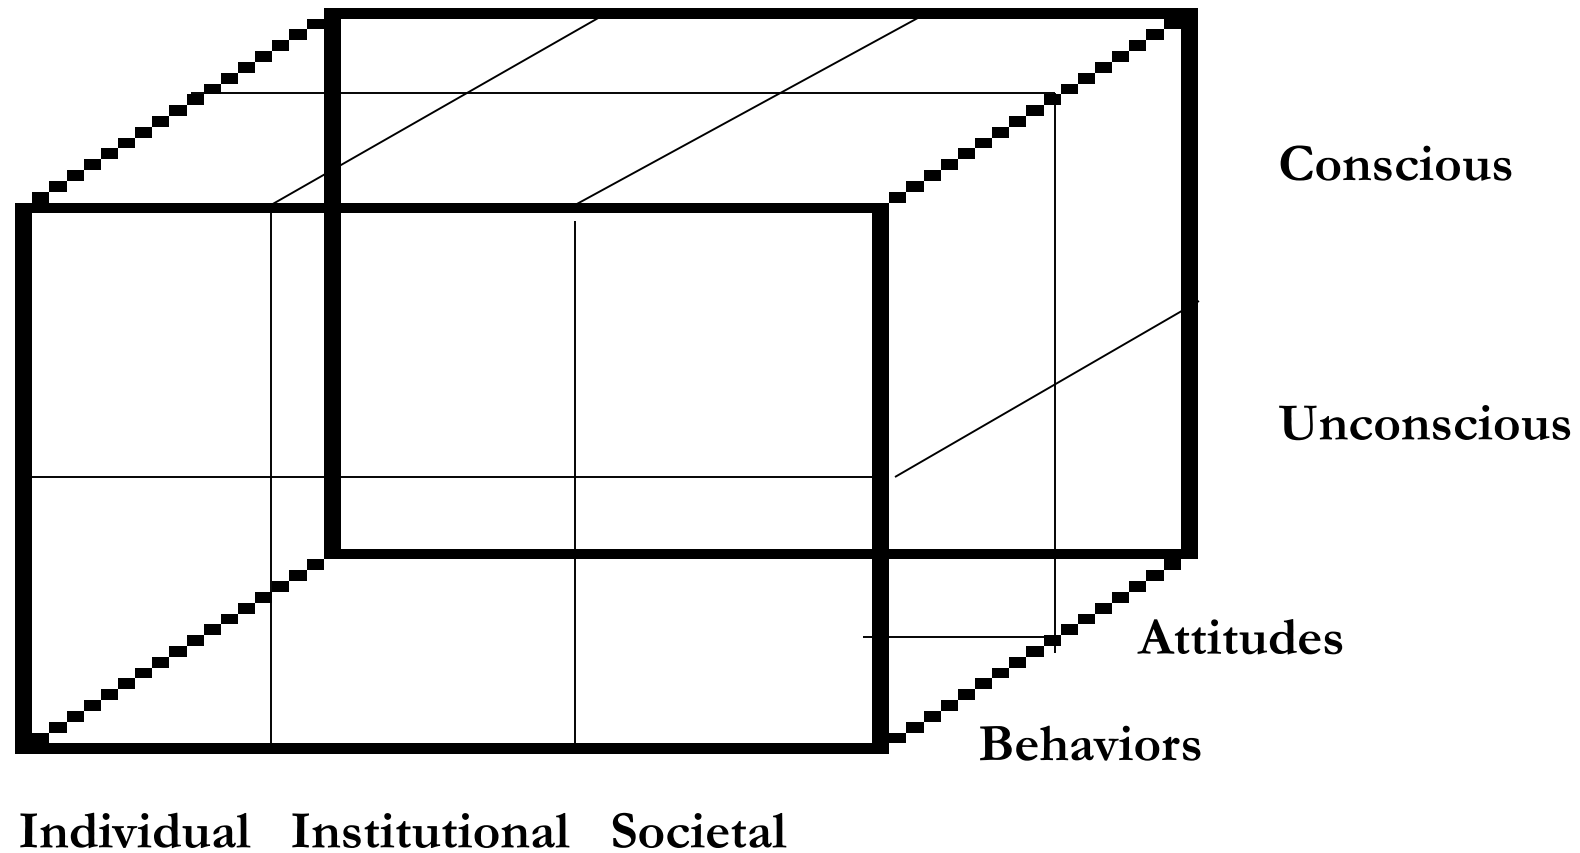 Conscious
Unconscious
Attitudes
Behaviors
Individual Institutional Societal